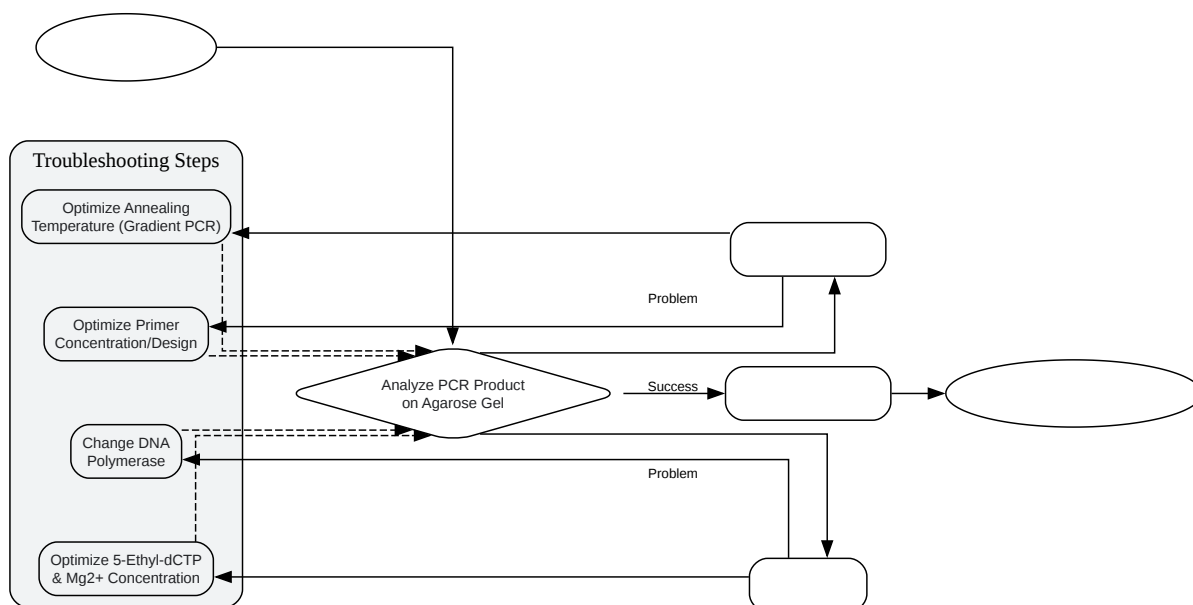 Troubleshooting Steps
Optimize Annealing
Temperature (Gradient PCR)
Problem
Optimize Primer
Concentration/Design
Analyze PCR Product
on Agarose Gel
Success
Change DNA
Polymerase
Problem
Optimize 5-Ethyl-dCTP
& Mg2+ Concentration